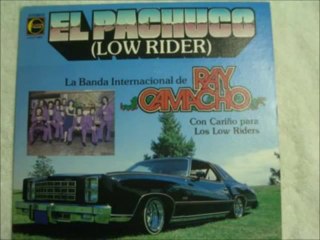 EL PACHUCO
(LOW RIDER)
La Banda Internacional de RAY
CAMACHO
Con Cariño para
Los Low Riders